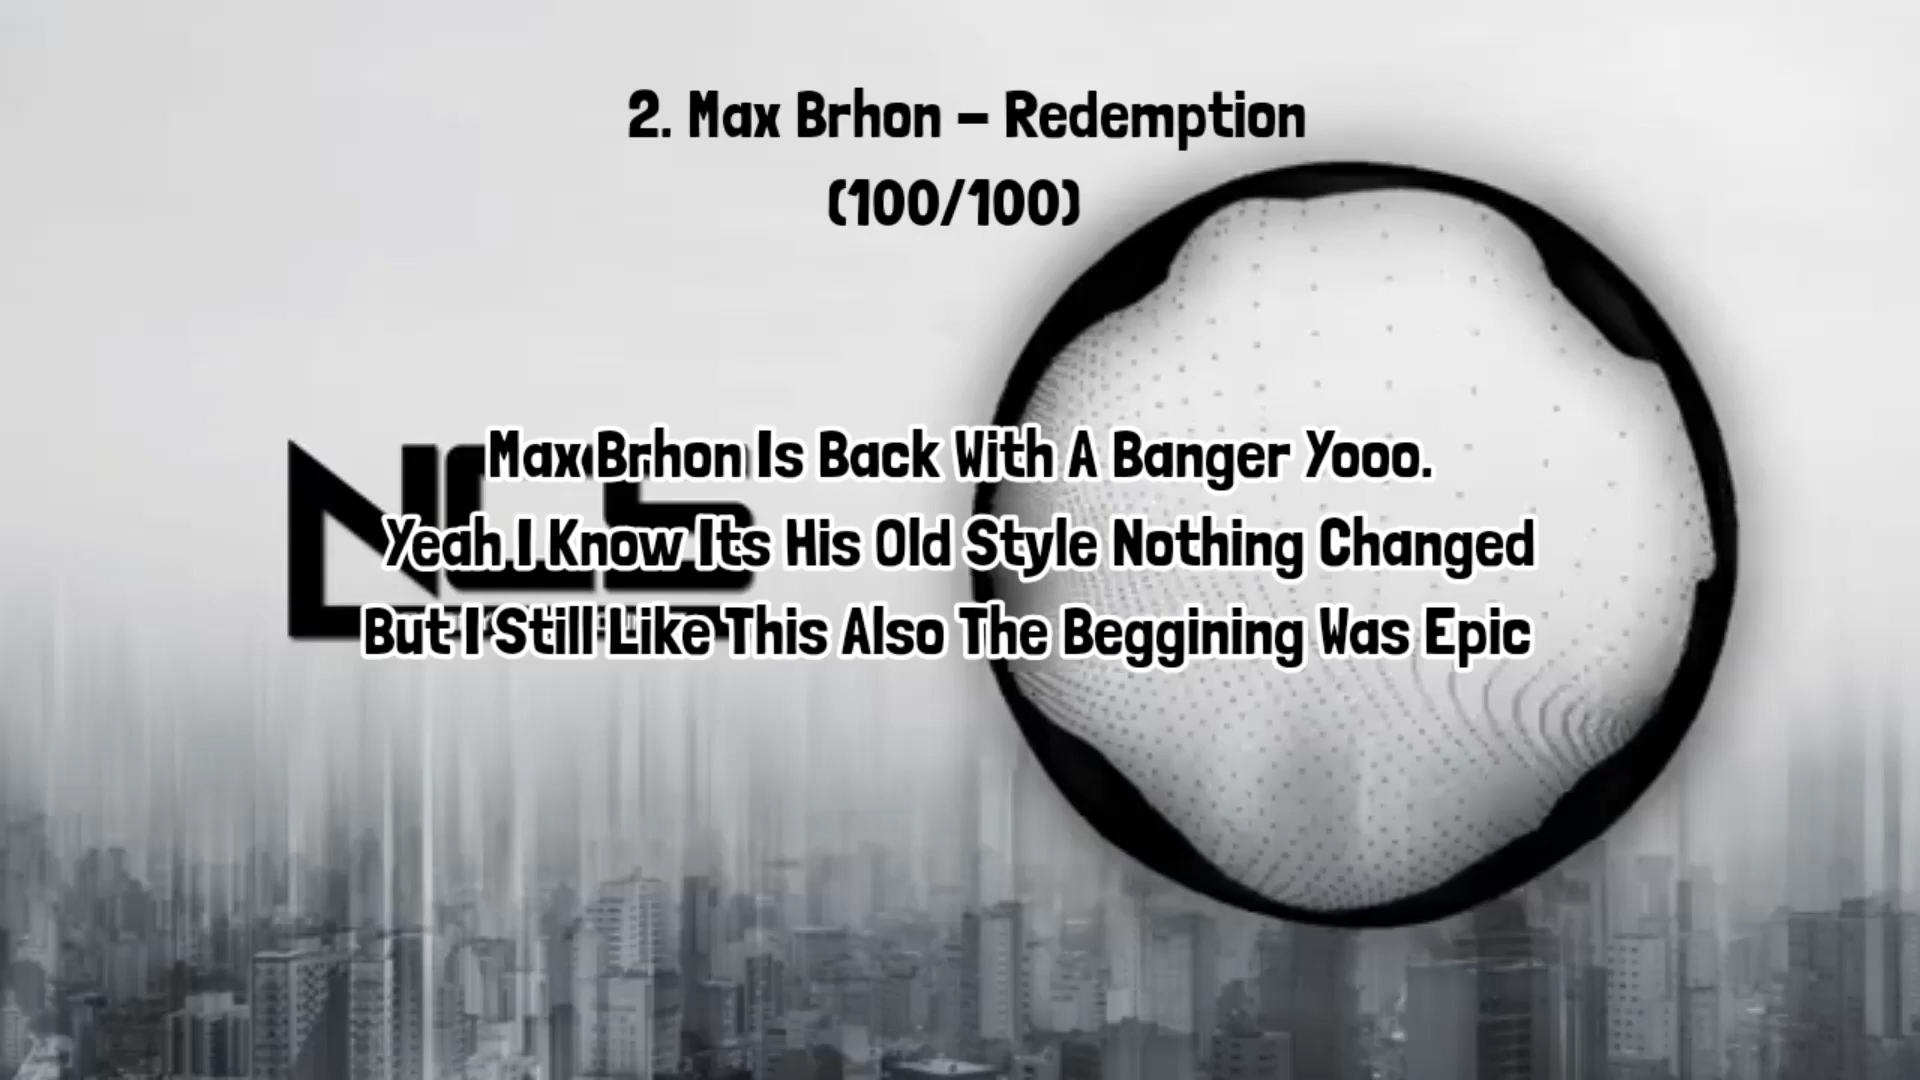 2. Max Brhon - Redemption
(100/100)
Max Brhon Is Back With A Banger Yooo.
NCS
Yeah I Know Its His Old Style Nothing Changed
But I Still Like This Also The Beggining Was Epic